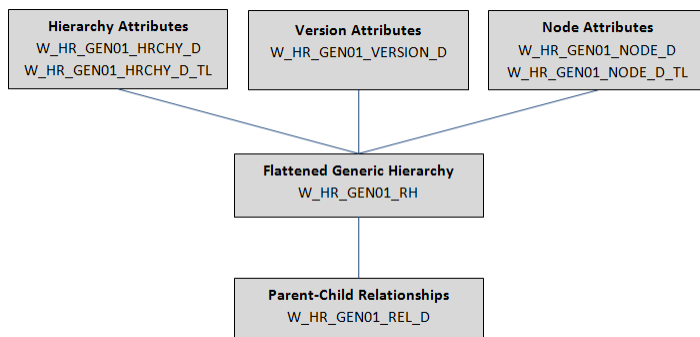 Hierarchy Attributes
W_HR_GEN01_HRCHY_D
W_HR_GEN01_HRCHY_D_TL
Version Attributes
W_HR_GEN01_VERSION_D
Node Attributes
W_HR_GEN01_NODE_D
W_HR_GEN01_NODE_D_TL
Flattened Generic Hierarchy
W_HR_GEN01_RH
Parent-Child Relationships
W_HR_GEN01_REL_D